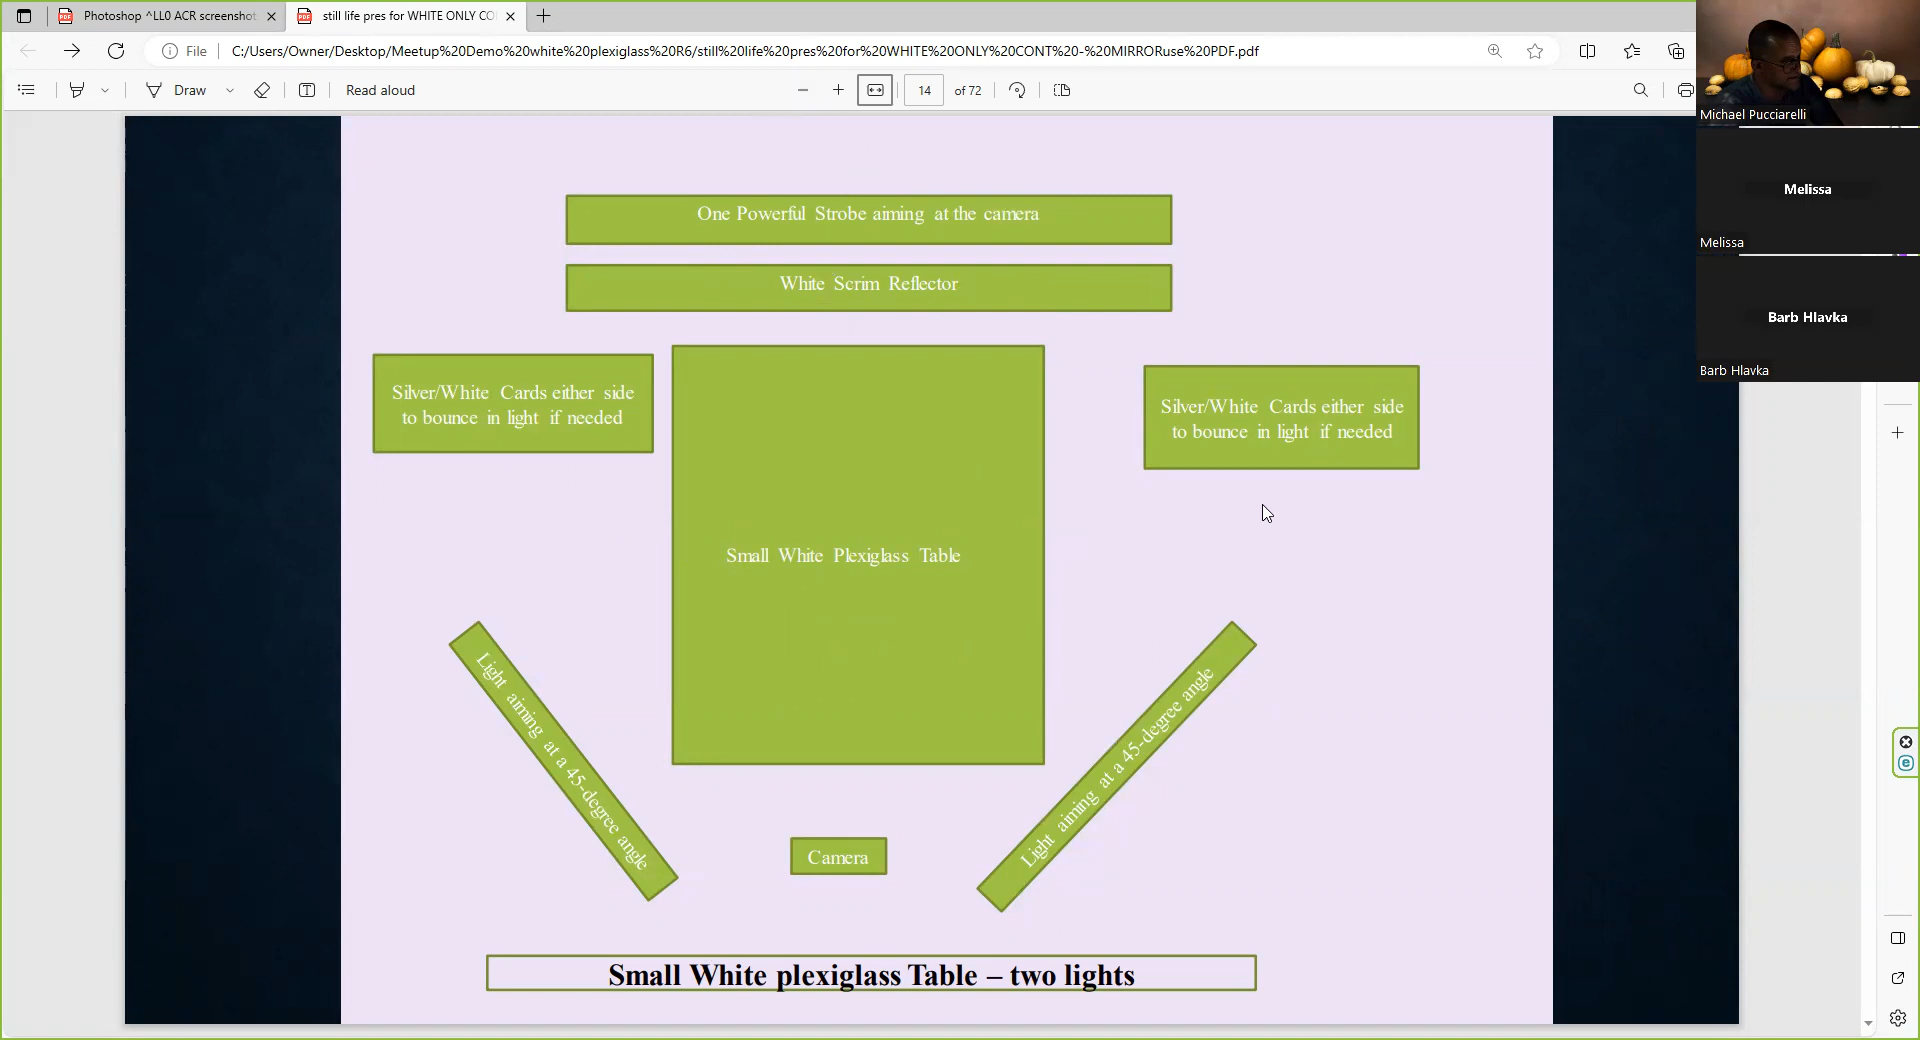 Photoshop ^LL0 ACR screenshot
still life pres for WHITE ONLY CO
File
C:/Users/Owner/Desktop/Meetup%20Demo%20white%20plexiglass%20R6/still%20life%20pres%20for%20WHITE%20ONLY%20CONT%20-%20MIRRORuse%20PDF.pdf
Draw
Read aloud
14
of 72
Michael Pucciarelli
Melissa
Melissa
Barb Hlavka
Barb Hlavka
One Powerful Strobe aiming at the camera
White Scrim Reflector
Silver/White Cards either side
to bounce in light if needed
Silver/White Cards either side
to bounce in light if needed
Small White Plexiglass Table
Light aiming at a 45-degree angle
Light aiming at a 45-degree angle
Camera
Small White plexiglass Table – two lights